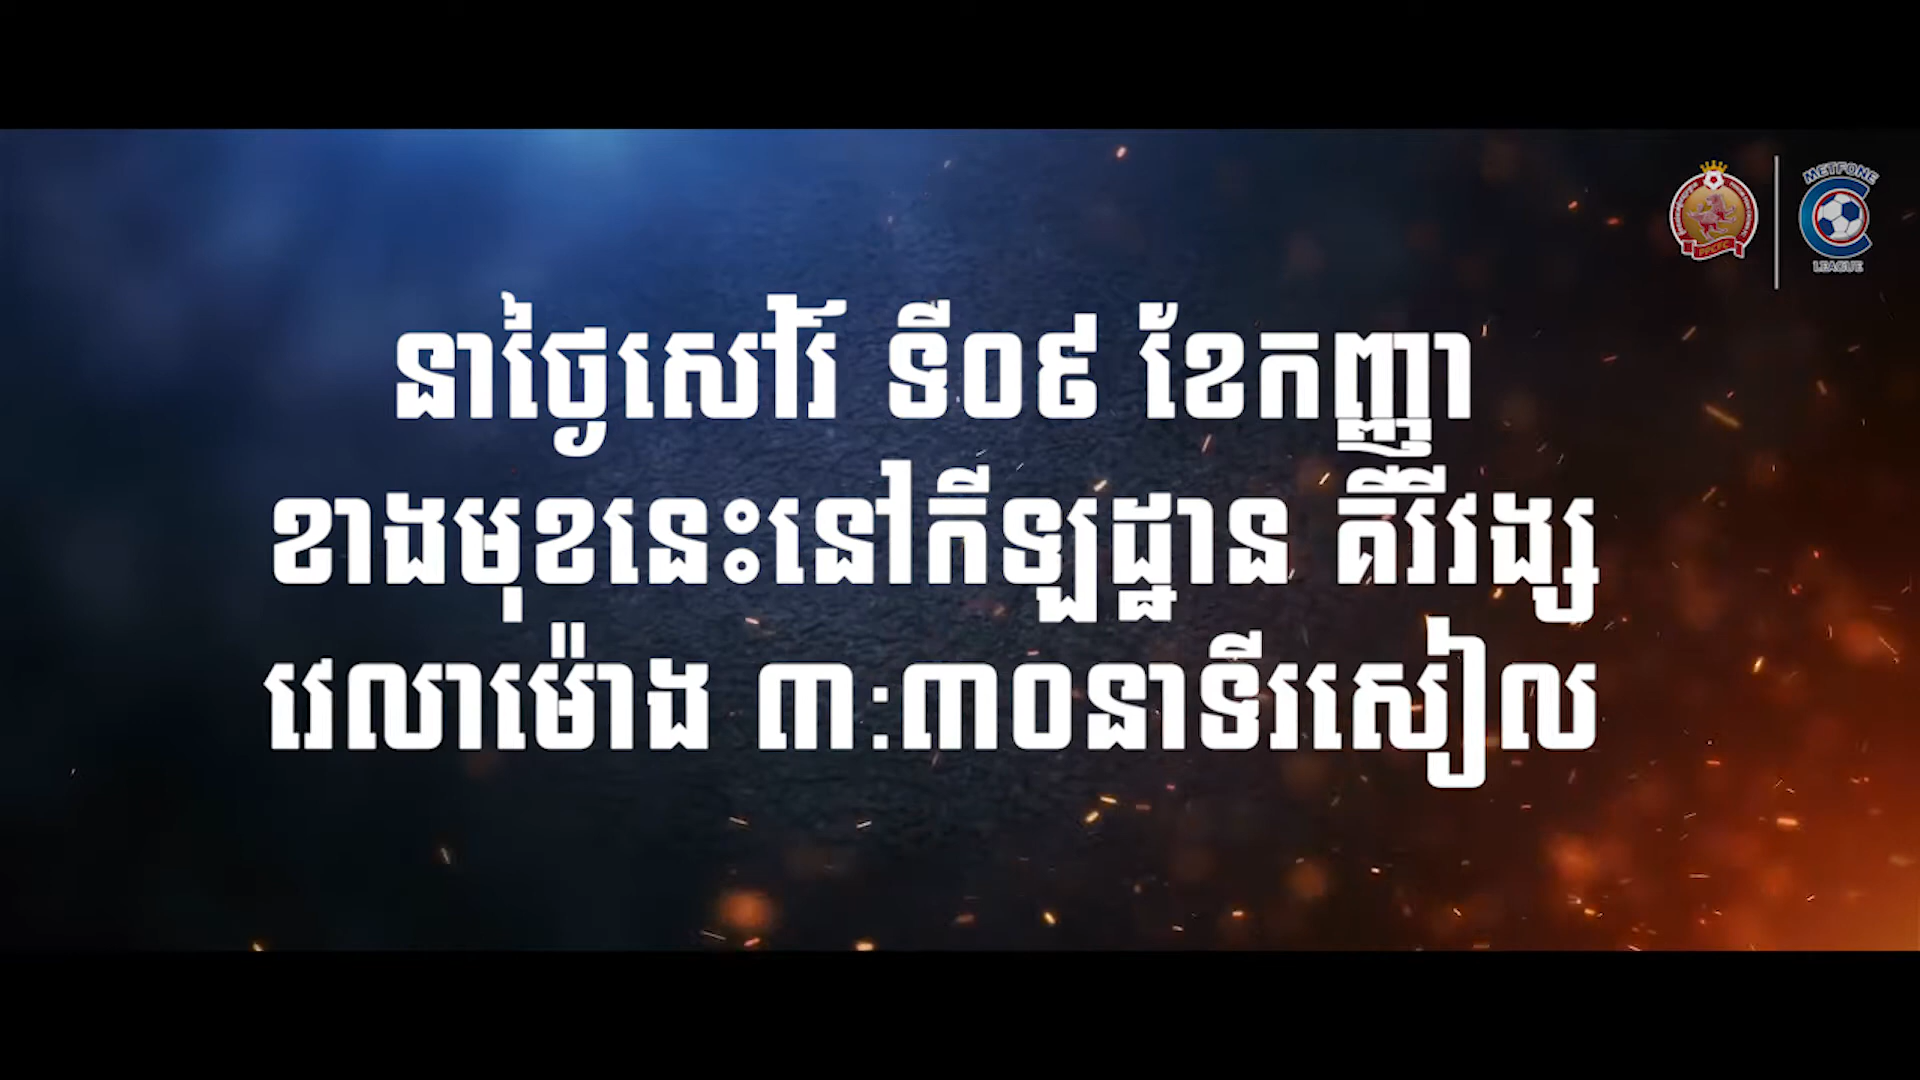 នាថ្ងៃសៅរ៍ ទី០៩ ខែកញ្ញា
ខាងមុខនេះនៅកីឡដ្ឋាន គីរីវង្ស
វេលាម៉ោង ៣:៣០នាទីរសៀល
PPCFC
METFONE
C
LEAGUE